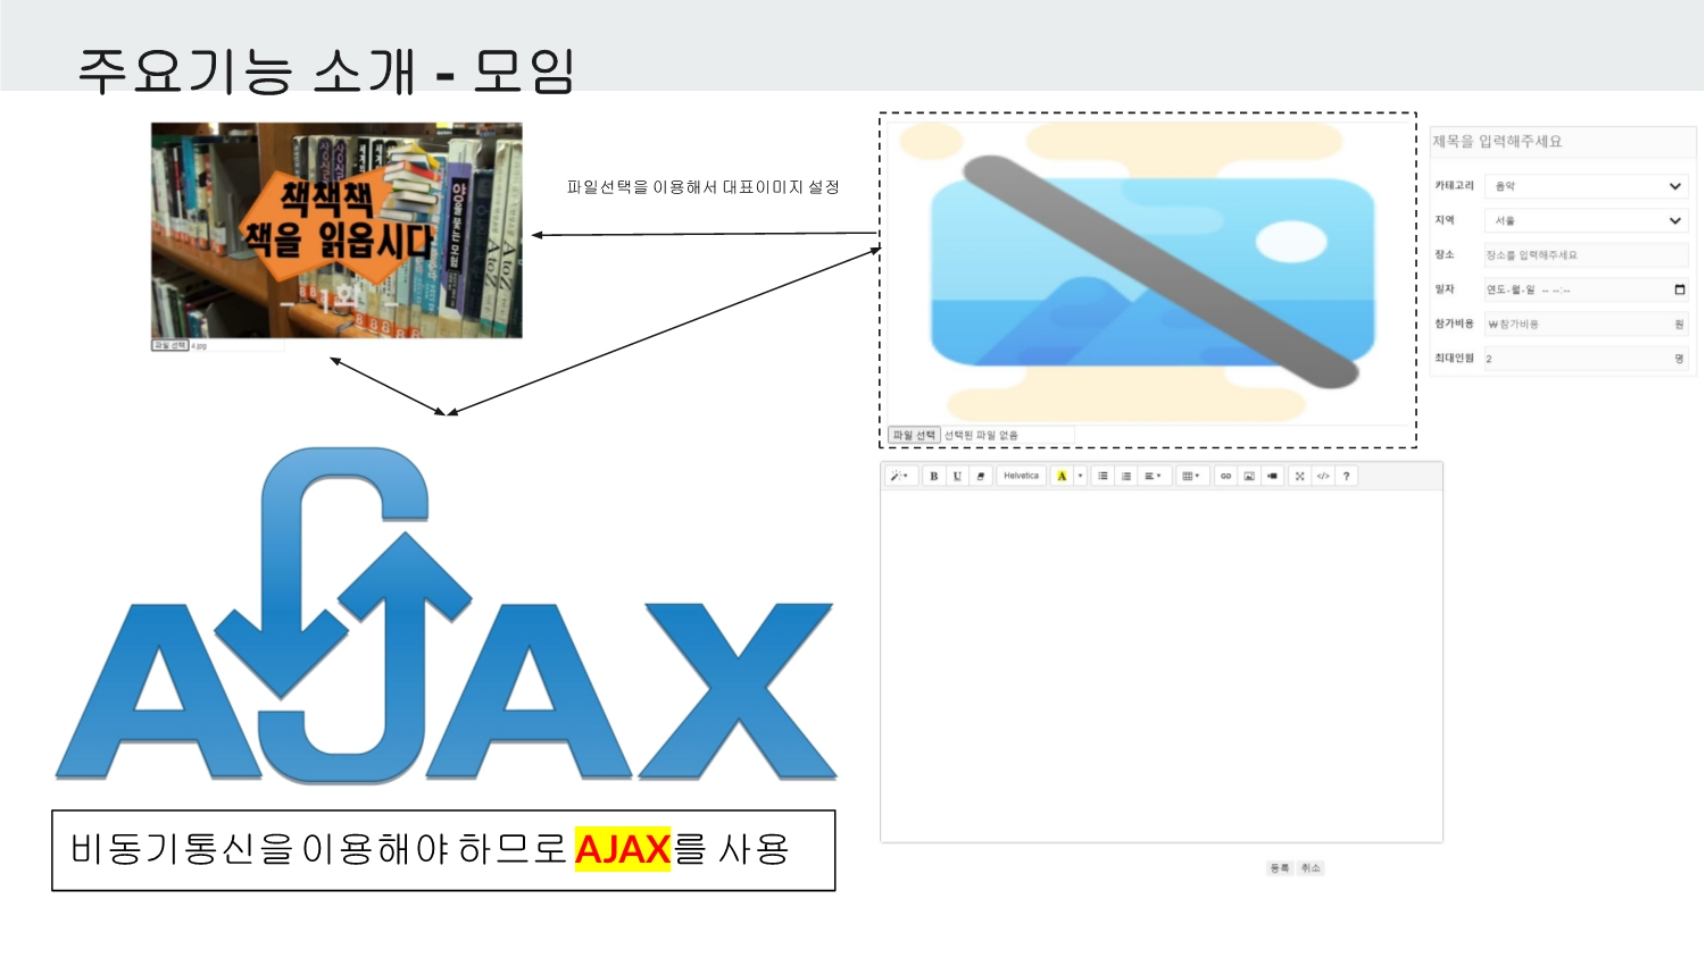 주요기능 소개 - 모임
책책책
책을 읽읍시다
파일 선택 4.jpg
파일선택을 이용해서 대표이미지 설정
파일 선택 선택된 파일 없음
제목을 입력해주세요
카테고리 음악
지역 서울
장소 장소를 입력해주세요
일자 연도-월-일 -- --:--
참가비용 ₩ 참가비용 원
최대인원 2 명
B U Helvetica A </> ?
AJAX
비동기통신을 이용해야 하므로 AJAX를 사용
등록 취소